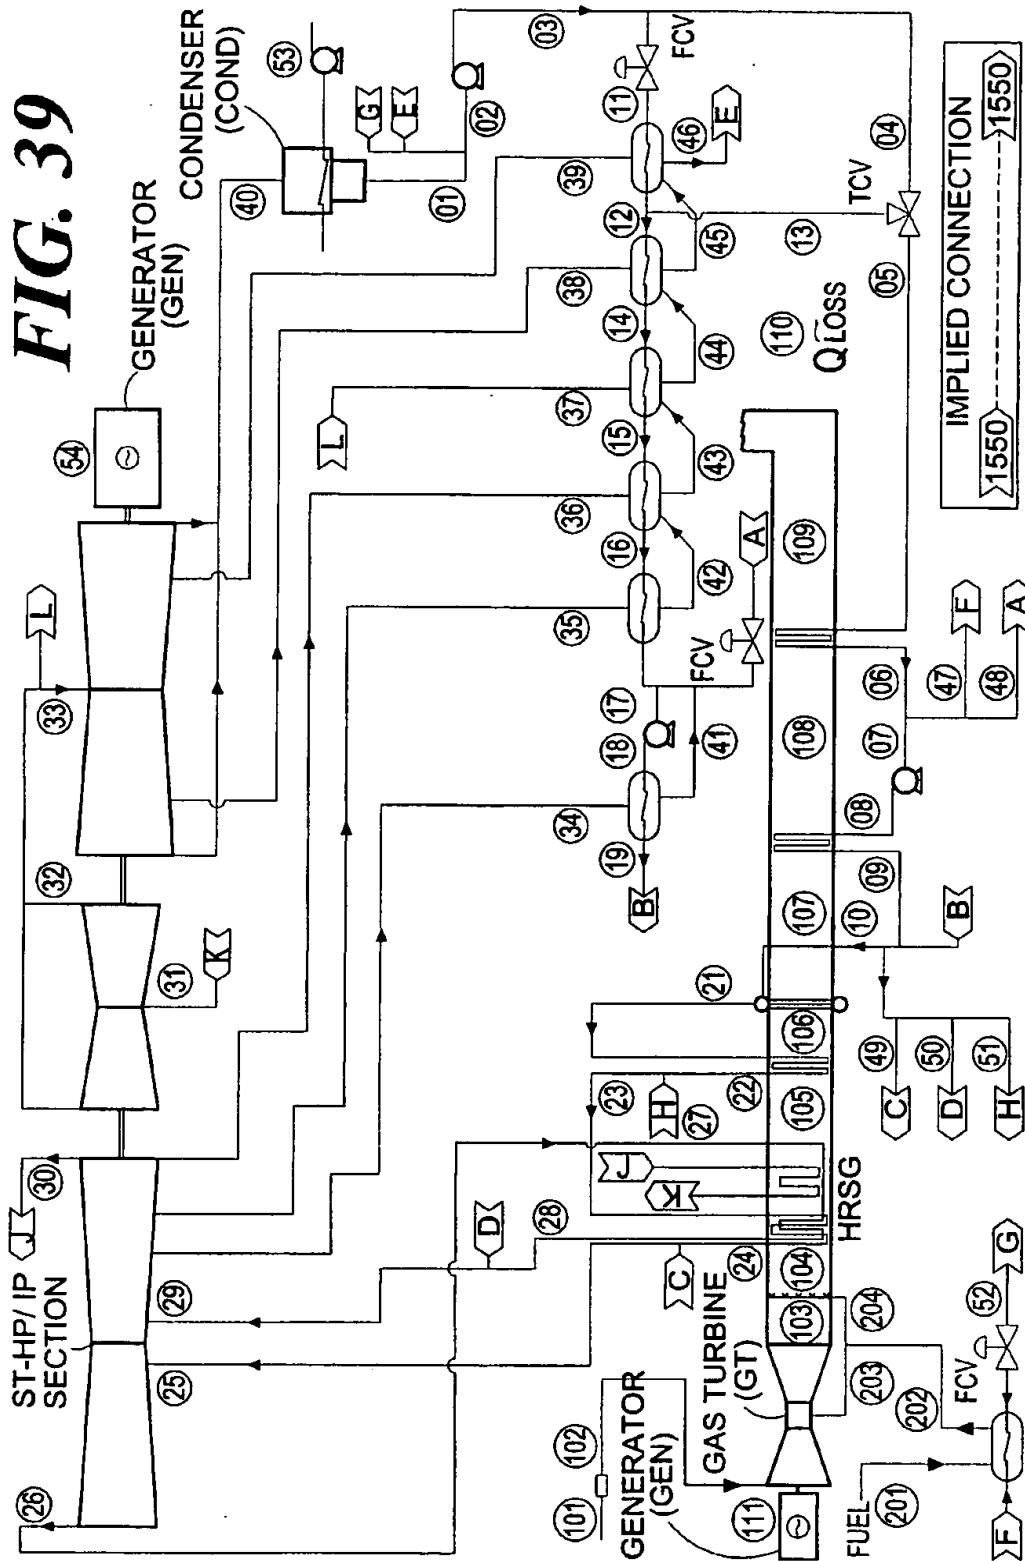 FIG. 39
GENERATOR
(GEN)
54
CONDENSER
(COND)
53
40
G
E
01
02
03
FCV
11
39
46
E
12
45
13
TCV
04
05
38
14
44
110
QLOSS
L
37
15
43
36
16
42
A
35
FCV
17
18
41
34
19
B
L
33
32
31
K
J
30
ST-HP/IP
SECTION
29
25
26
28
D
C
24
23
H
27
22
21
J
K
HRSG
103
104
105
106
107
108
109
06
07
08
09
10
B
47
F
48
A
49
C
50
D
51
H
GAS TURBINE
(GT)
GENERATOR
(GEN)
111
101
102
FUEL
201
202
203
204
F
FCV
52
G
IMPLIED CONNECTION
1550
1550